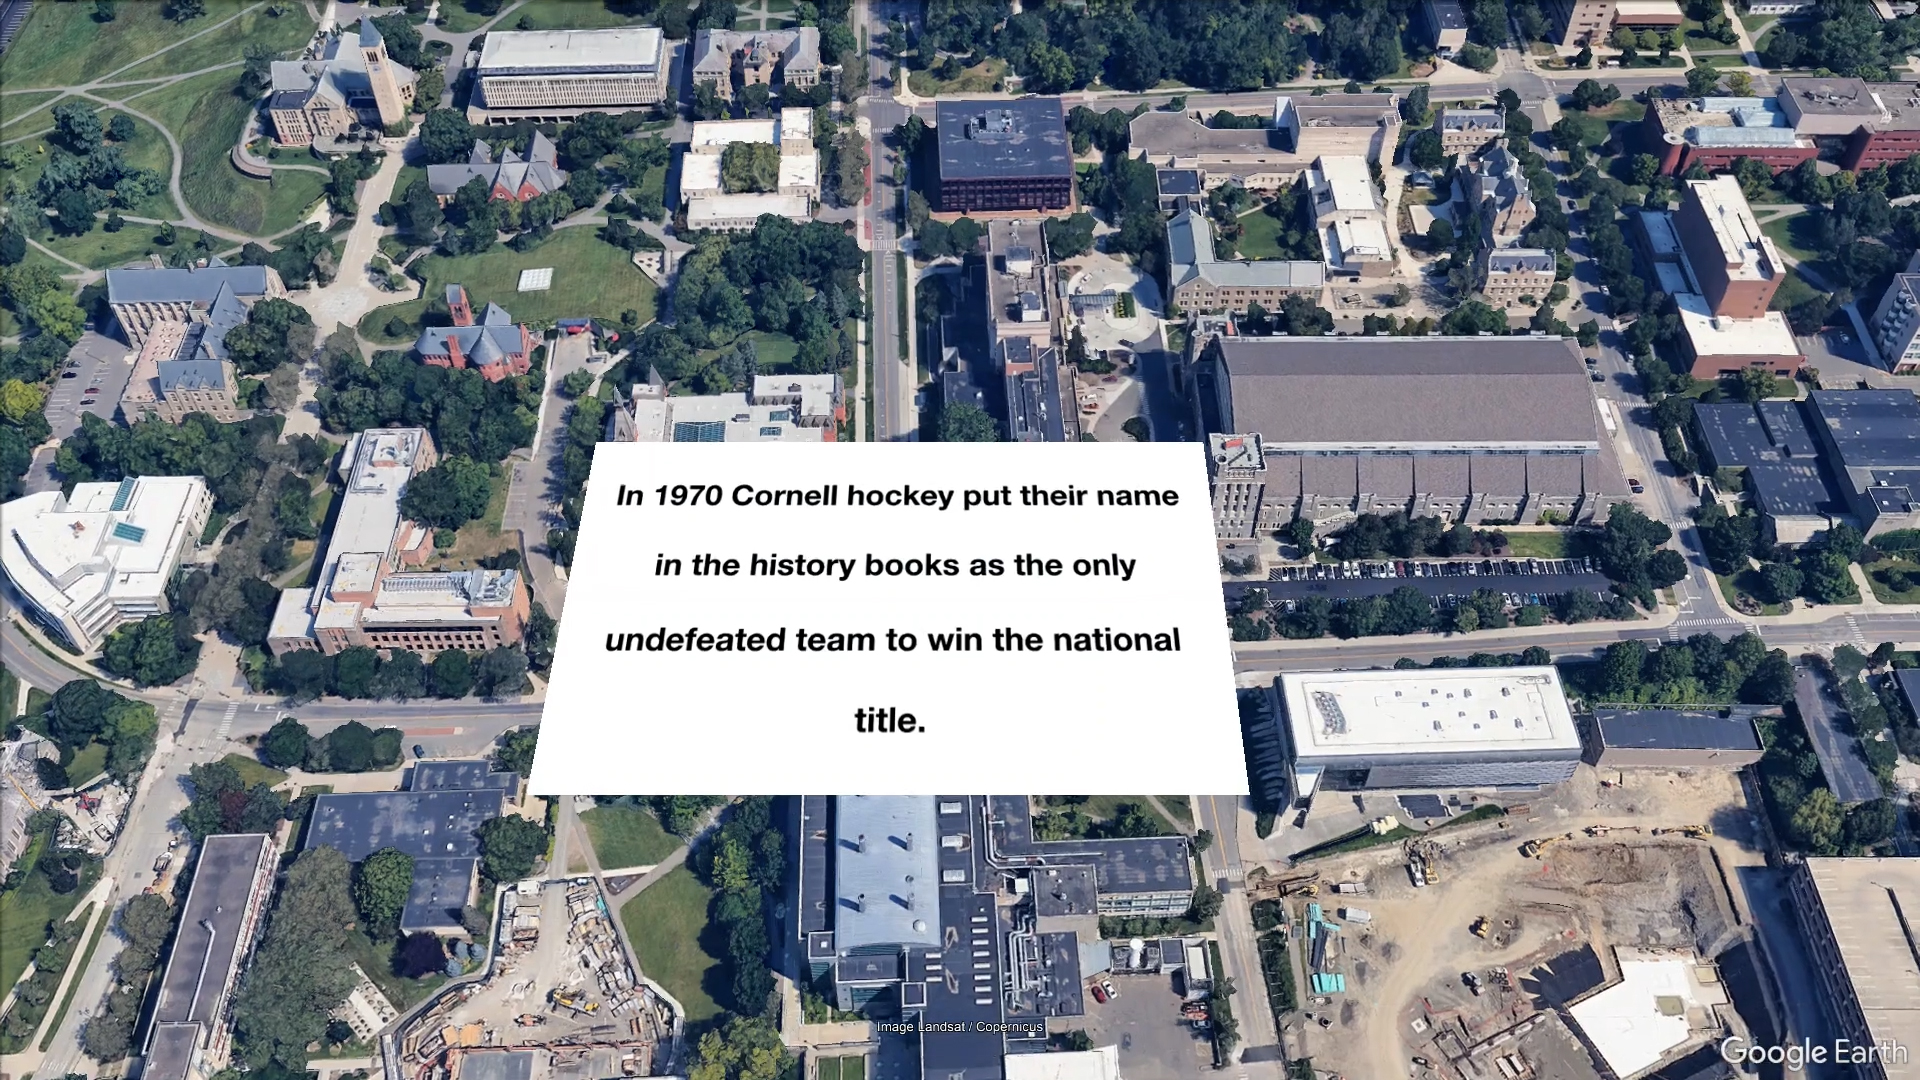 In 1970 Cornell hockey put their name
in the history books as the only
undefeated team to win the national
title.
Image Landsat / Copernicus
Google Earth